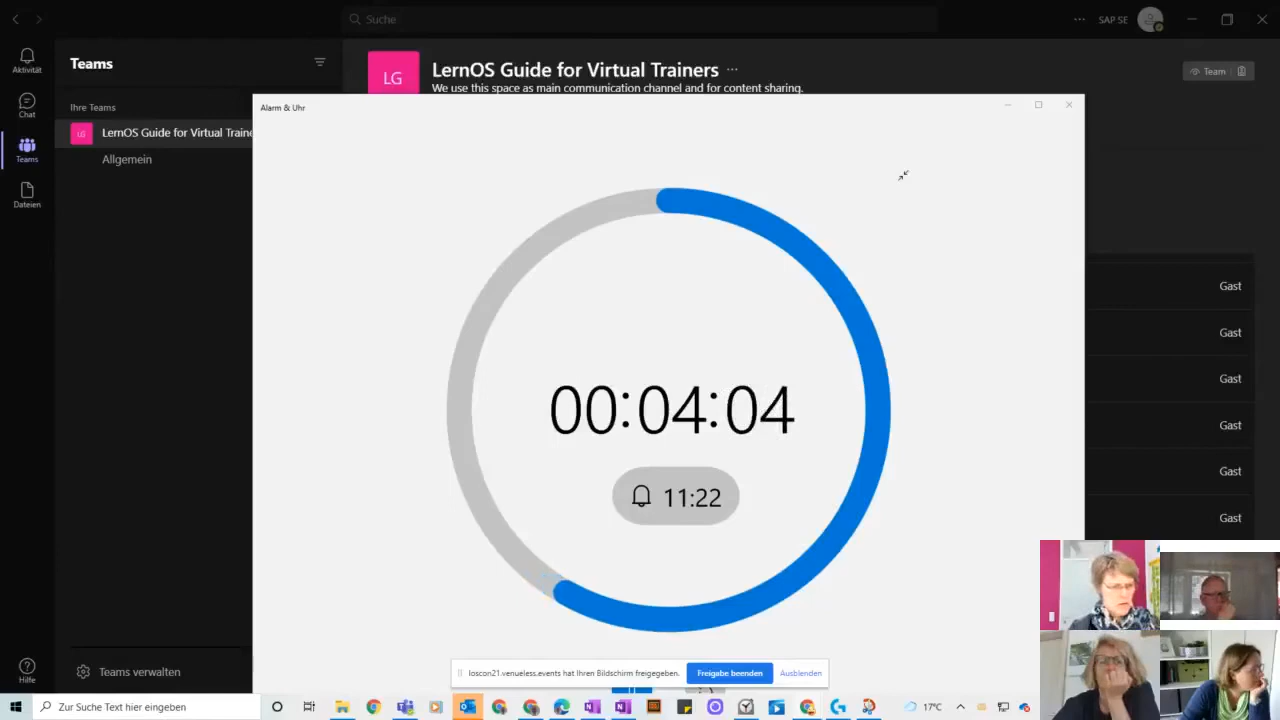 Suche
SAP SE
Aktivität
Chat
Teams
Dateien
Hilfe
Teams
Ihre Teams
LG
LernOS Guide for Virtual Traine
Allgemein
Teams verwalten
LG
LernOS Guide for Virtual Trainers
We use this space as main communication channel and for content sharing.
Team
Alarm & Uhr
00:04:04
11:22
Gast
Gast
Gast
Gast
Gast
Gast
loscon21.venueless.events hat Ihren Bildschirm freigegeben.
Freigabe beenden
Ausblenden
Zur Suche Text hier eingeben
17°C